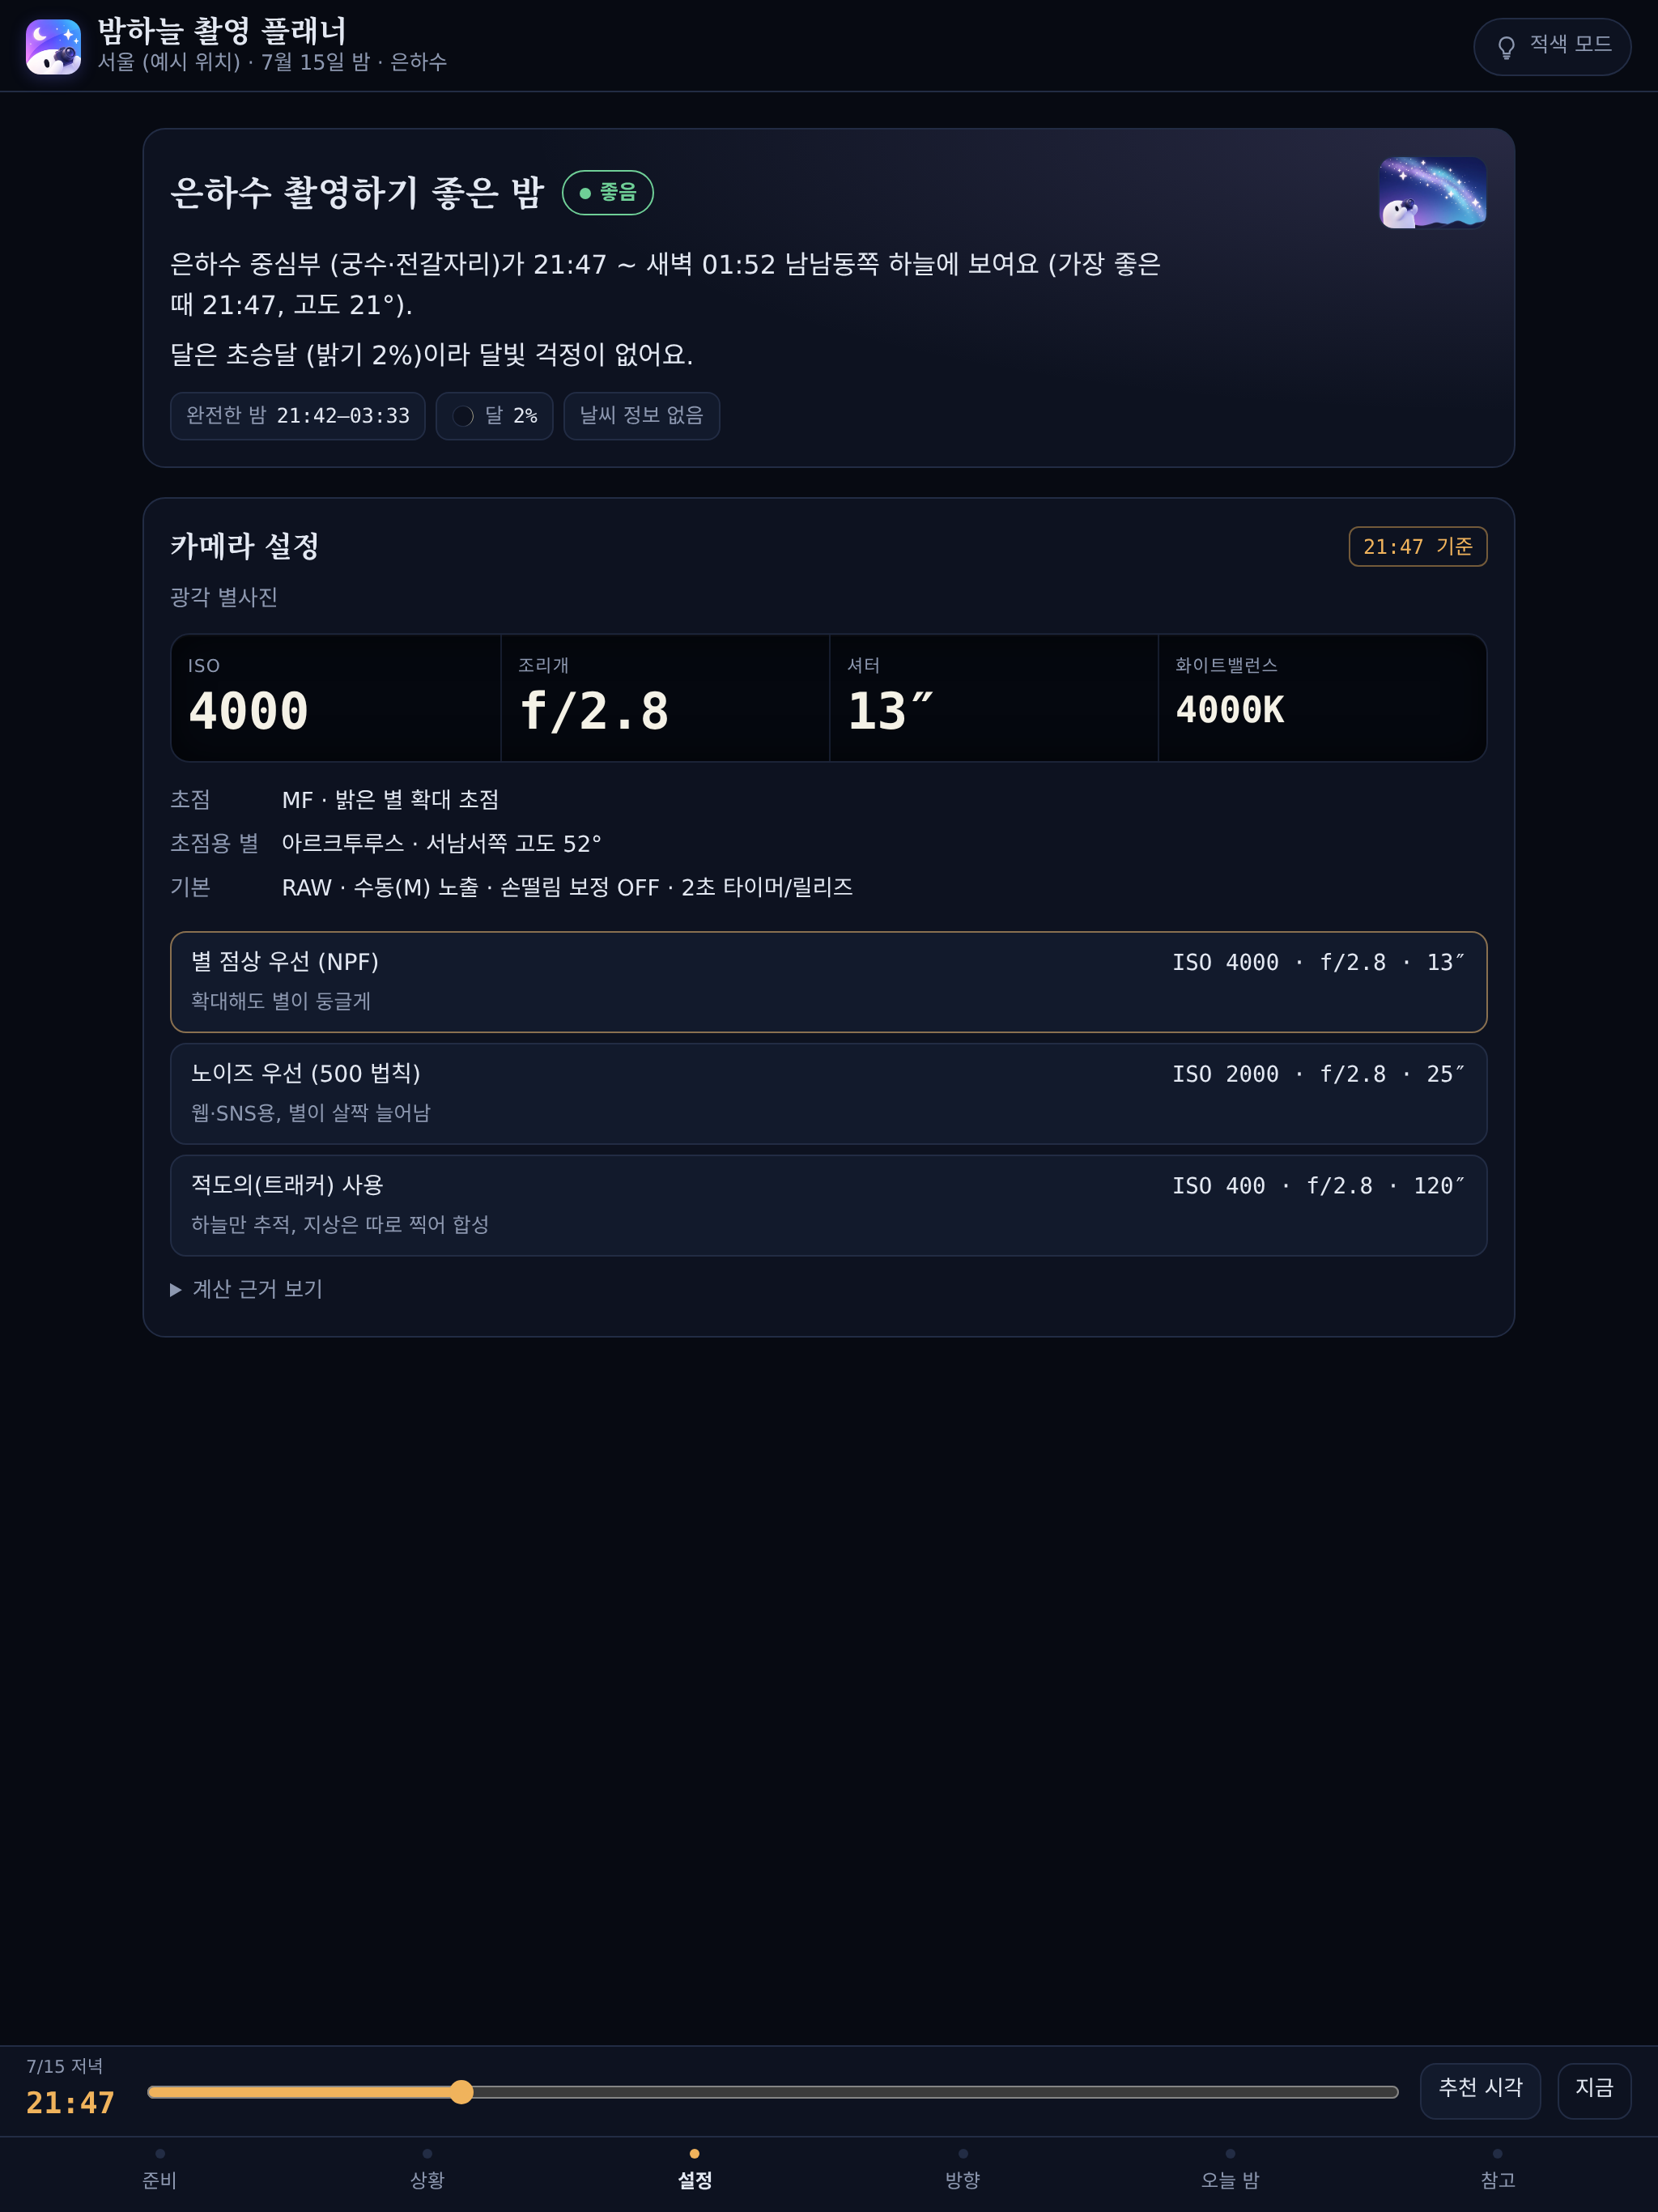 밤하늘 촬영 플래너
서울 (예시 위치) · 7월 15일 밤 · 은하수
적색 모드
은하수 촬영하기 좋은 밤
좋음
은하수 중심부 (궁수·전갈자리)가 21:47 ~ 새벽 01:52 남남동쪽 하늘에 보여요 (가장 좋은
때 21:47, 고도 21°).
달은 초승달 (밝기 2%)이라 달빛 걱정이 없어요.
완전한 밤 21:42–03:33
달 2%
날씨 정보 없음
카메라 설정
21:47 기준
광각 별사진
ISO
4000
조리개
f/2.8
셔터
13″
화이트밸런스
4000K
초점 MF · 밝은 별 확대 초점
초점용 별 아르크투루스 · 서남서쪽 고도 52°
기본 RAW · 수동(M) 노출 · 손떨림 보정 OFF · 2초 타이머/릴리즈
별 점상 우선 (NPF) ISO 4000 · f/2.8 · 13″
확대해도 별이 둥글게
노이즈 우선 (500 법칙) ISO 2000 · f/2.8 · 25″
웹·SNS용, 별이 살짝 늘어남
적도의(트래커) 사용 ISO 400 · f/2.8 · 120″
하늘만 추적, 지상은 따로 찍어 합성
▶ 계산 근거 보기
7/15 저녁
21:47
추천 시각
지금
준비
상황
설정
방향
오늘 밤
참고